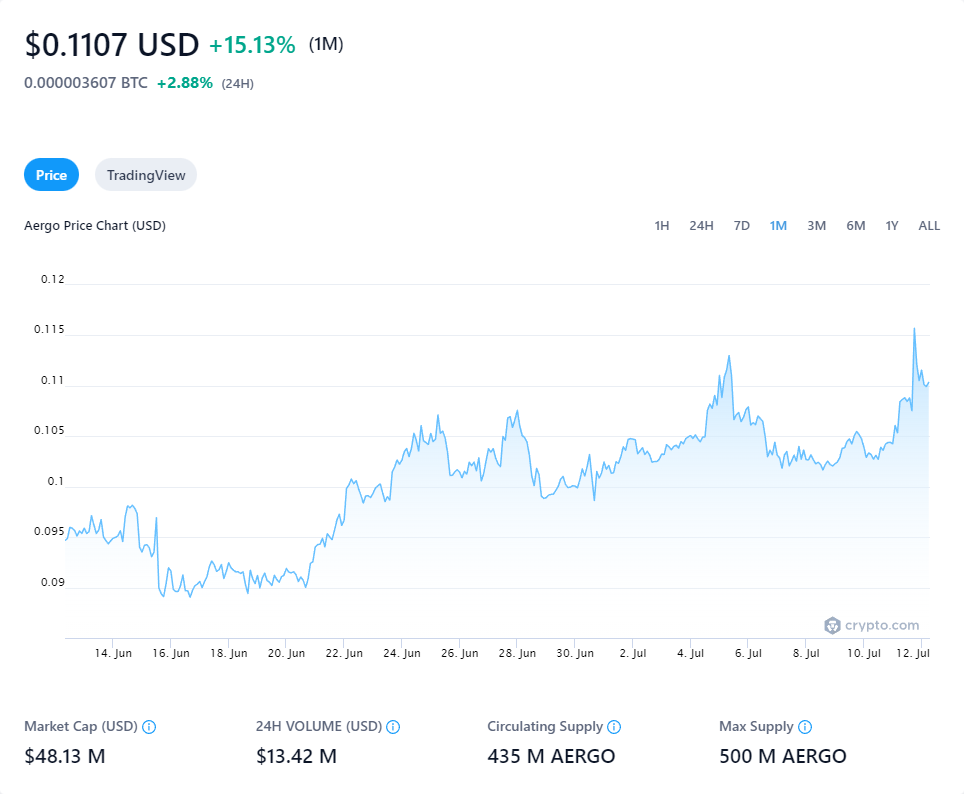 $0.1107 USD +15.13% (1M)
0.000003607 BTC +2.88% (24H)
Price TradingView
Aergo Price Chart (USD) 1H 24H 7D 1M 3M 6M 1Y ALL
0.12
0.115
0.11
0.105
0.1
0.095
0.09
crypto.com
14. Jun 16. Jun 18. Jun 20. Jun 22. Jun 24. Jun 26. Jun 28. Jun 30. Jun 2. Jul 4. Jul 6. Jul 8. Jul 10. Jul 12. Jul
Market Cap (USD) 24H VOLUME (USD) Circulating Supply Max Supply
$48.13 M $13.42 M 435 M AERGO 500 M AERGO